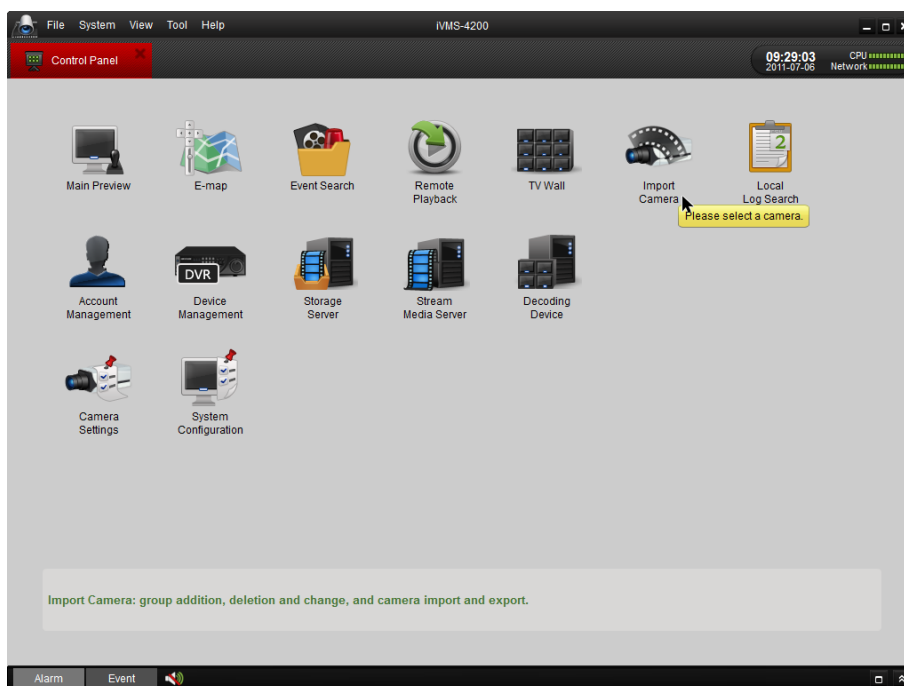 File System View Tool Help iVMS-4200
Control Panel
09:29:03
2011-07-06
CPU
Network
Main Preview
E-map
Event Search
Remote
Playback
TV Wall
Import
Camera
2
Local
Log Search
Please select a camera.
Account
Management
DVR
Device
Management
Storage
Server
Stream
Media Server
Decoding
Device
Camera
Settings
System
Configuration
Import Camera: group addition, deletion and change, and camera import and export.
Alarm Event